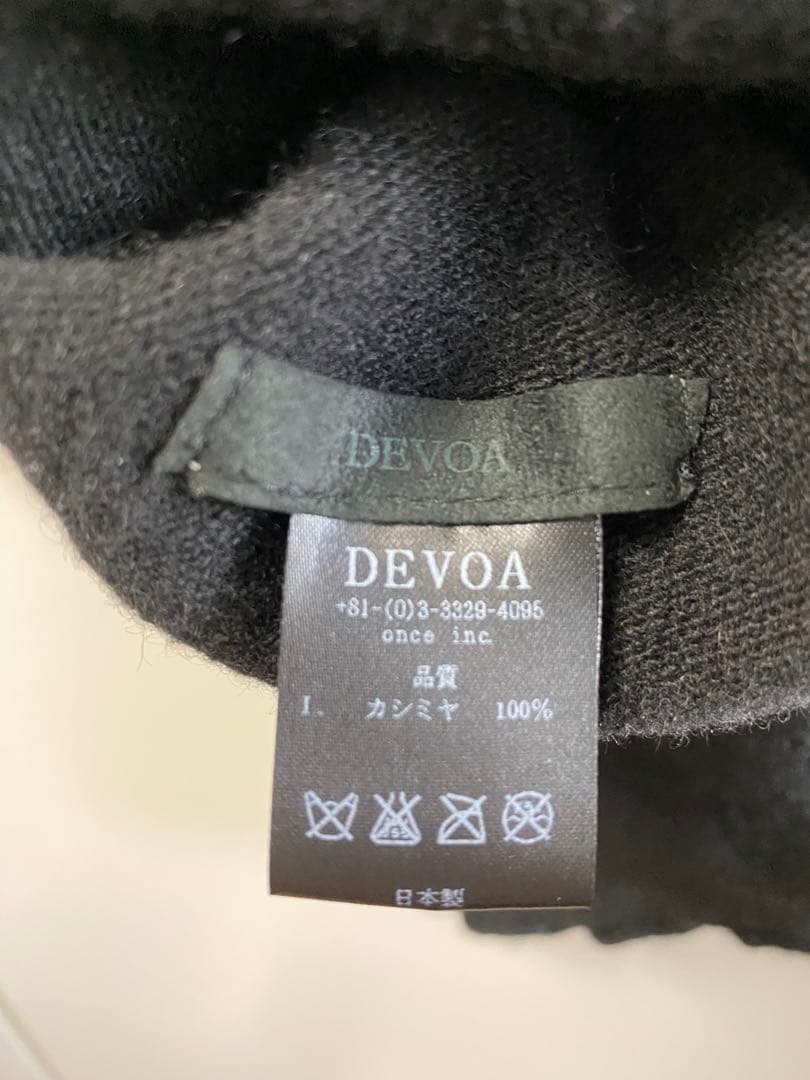 DEVOA
DEVOA
+81-(0)3-3329-4095
once inc.
品質
I. カシミヤ 100%
日本製